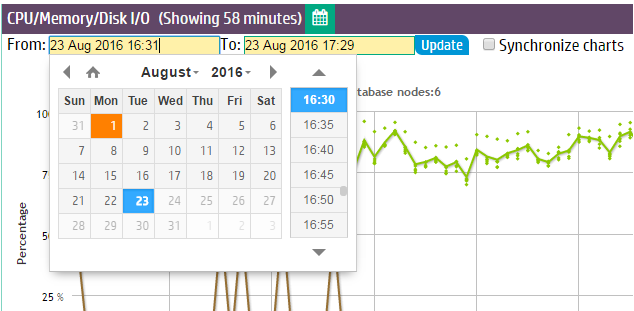 CPU/Memory/Disk I/O (Showing 58 minutes)
From: 23 Aug 2016 16:31 To: 23 Aug 2016 17:29 Update Synchronize charts
August 2016
tabase nodes:6
Sun Mon Tue Wed Thu Fri Sat
31 1 2 3 4 5 6
7 8 9 10 11 12 13
14 15 16 17 18 19 20
21 22 23 24 25 26 27
28 29 30 31 1 2 3
16:30
16:35
16:40
16:45
16:50
16:55
Percentage
10
7
50
25 %